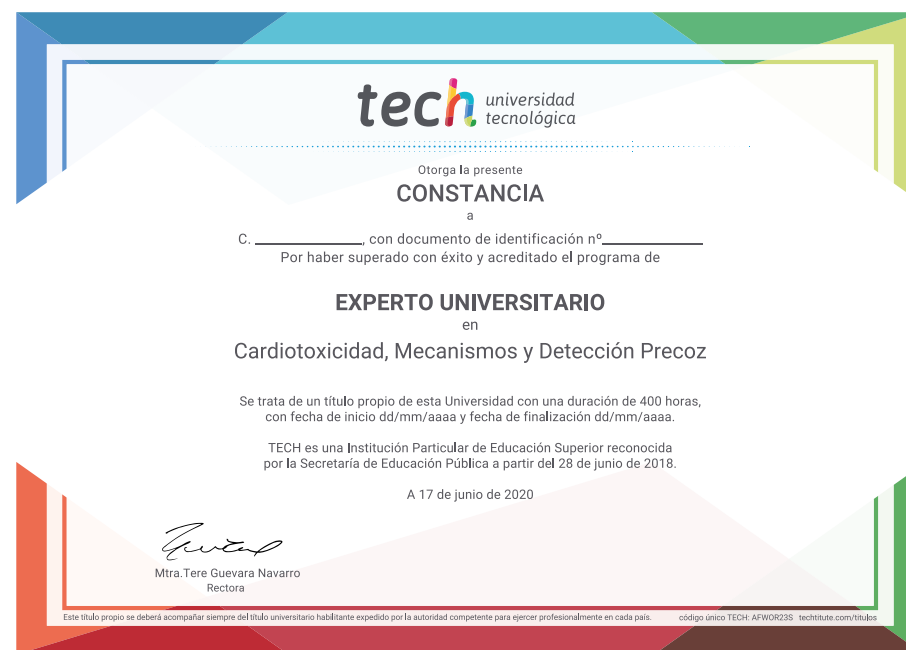 tech universidad
tecnológica
Otorga la presente
CONSTANCIA
a
C. ____________, con documento de identificación nº____________
Por haber superado con éxito y acreditado el programa de
EXPERTO UNIVERSITARIO
en
Cardiotoxicidad, Mecanismos y Detección Precoz
Se trata de un título propio de esta Universidad con una duración de 400 horas,
con fecha de inicio dd/mm/aaaa y fecha de finalización dd/mm/aaaa.
TECH es una Institución Particular de Educación Superior reconocida
por la Secretaría de Educación Pública a partir del 28 de junio de 2018.
A 17 de junio de 2020
Mtra.Tere Guevara Navarro
Rectora
Este título propio se deberá acompañar siempre del título universitario habilitante expedido por la autoridad competente para ejercer profesionalmente en cada país. código único TECH: AFWOR23S techtitute.com/titulos